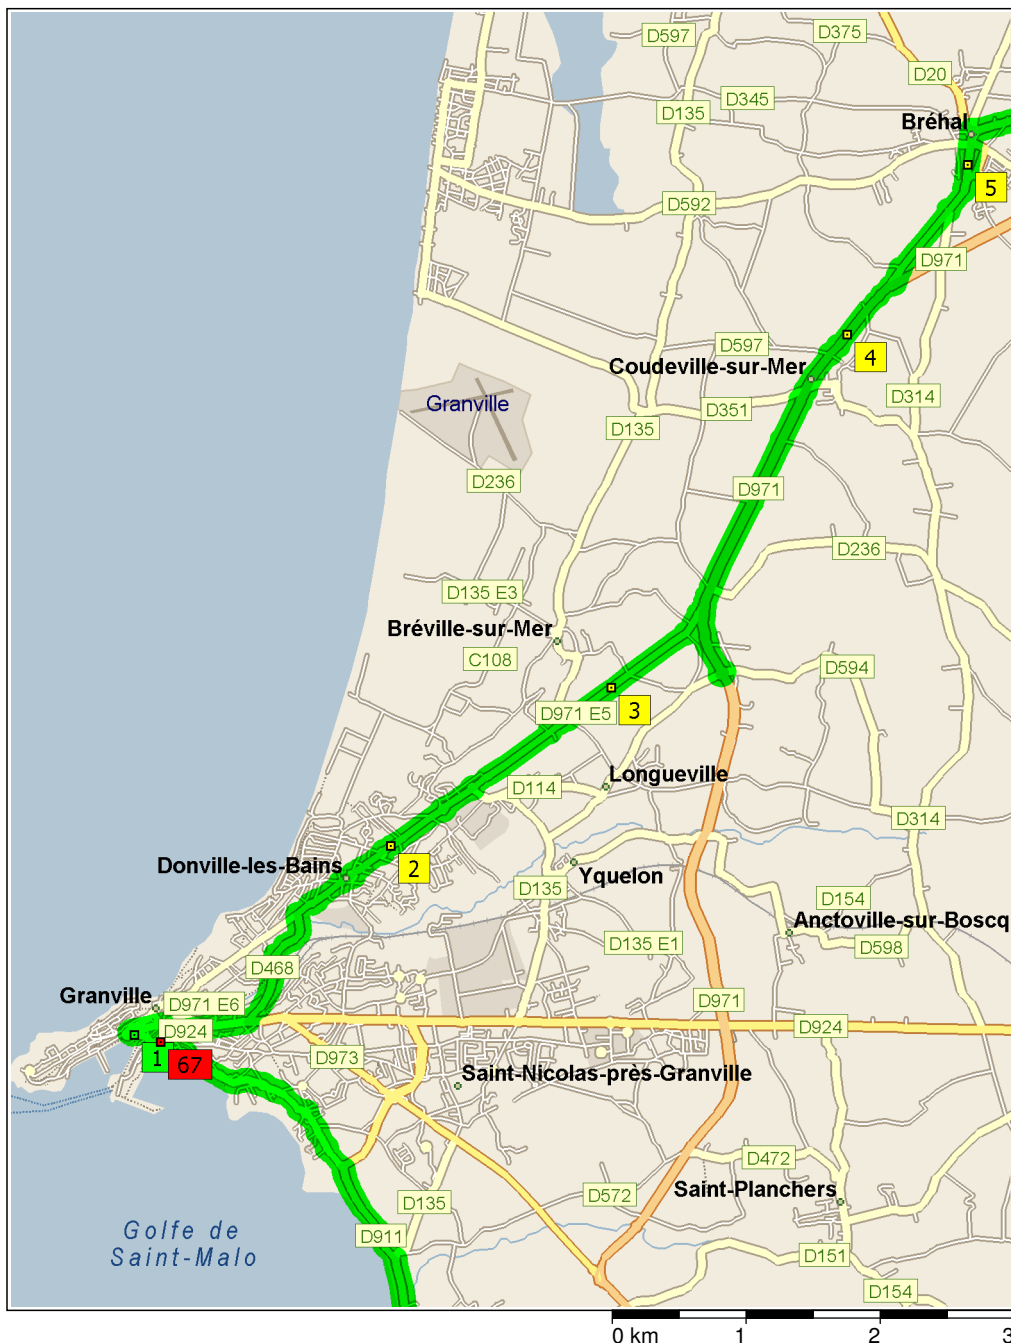 D597
D375
D20
D345
D135
Bréhal
5
D592
D971
D597
4
Coudeville-sur-Mer
D314
Granville
D351
D135
D236
D971
D236
D135 E3
Bréville-sur-Mer
C108
D594
D971 E5
3
Longueville
D114
D314
2
Donville-les-Bains
Yquelon
D135
D154
Anctoville-sur-Boscq
D135 E1
D598
D468
Granville
D971 E6
D971
D924
D924
1
67
D973
Saint-Nicolas-près-Granville
D472
Saint-Planchers
D572
D135
Golfe de
Saint-Malo
D911
D151
D154
0 km
1
2
3